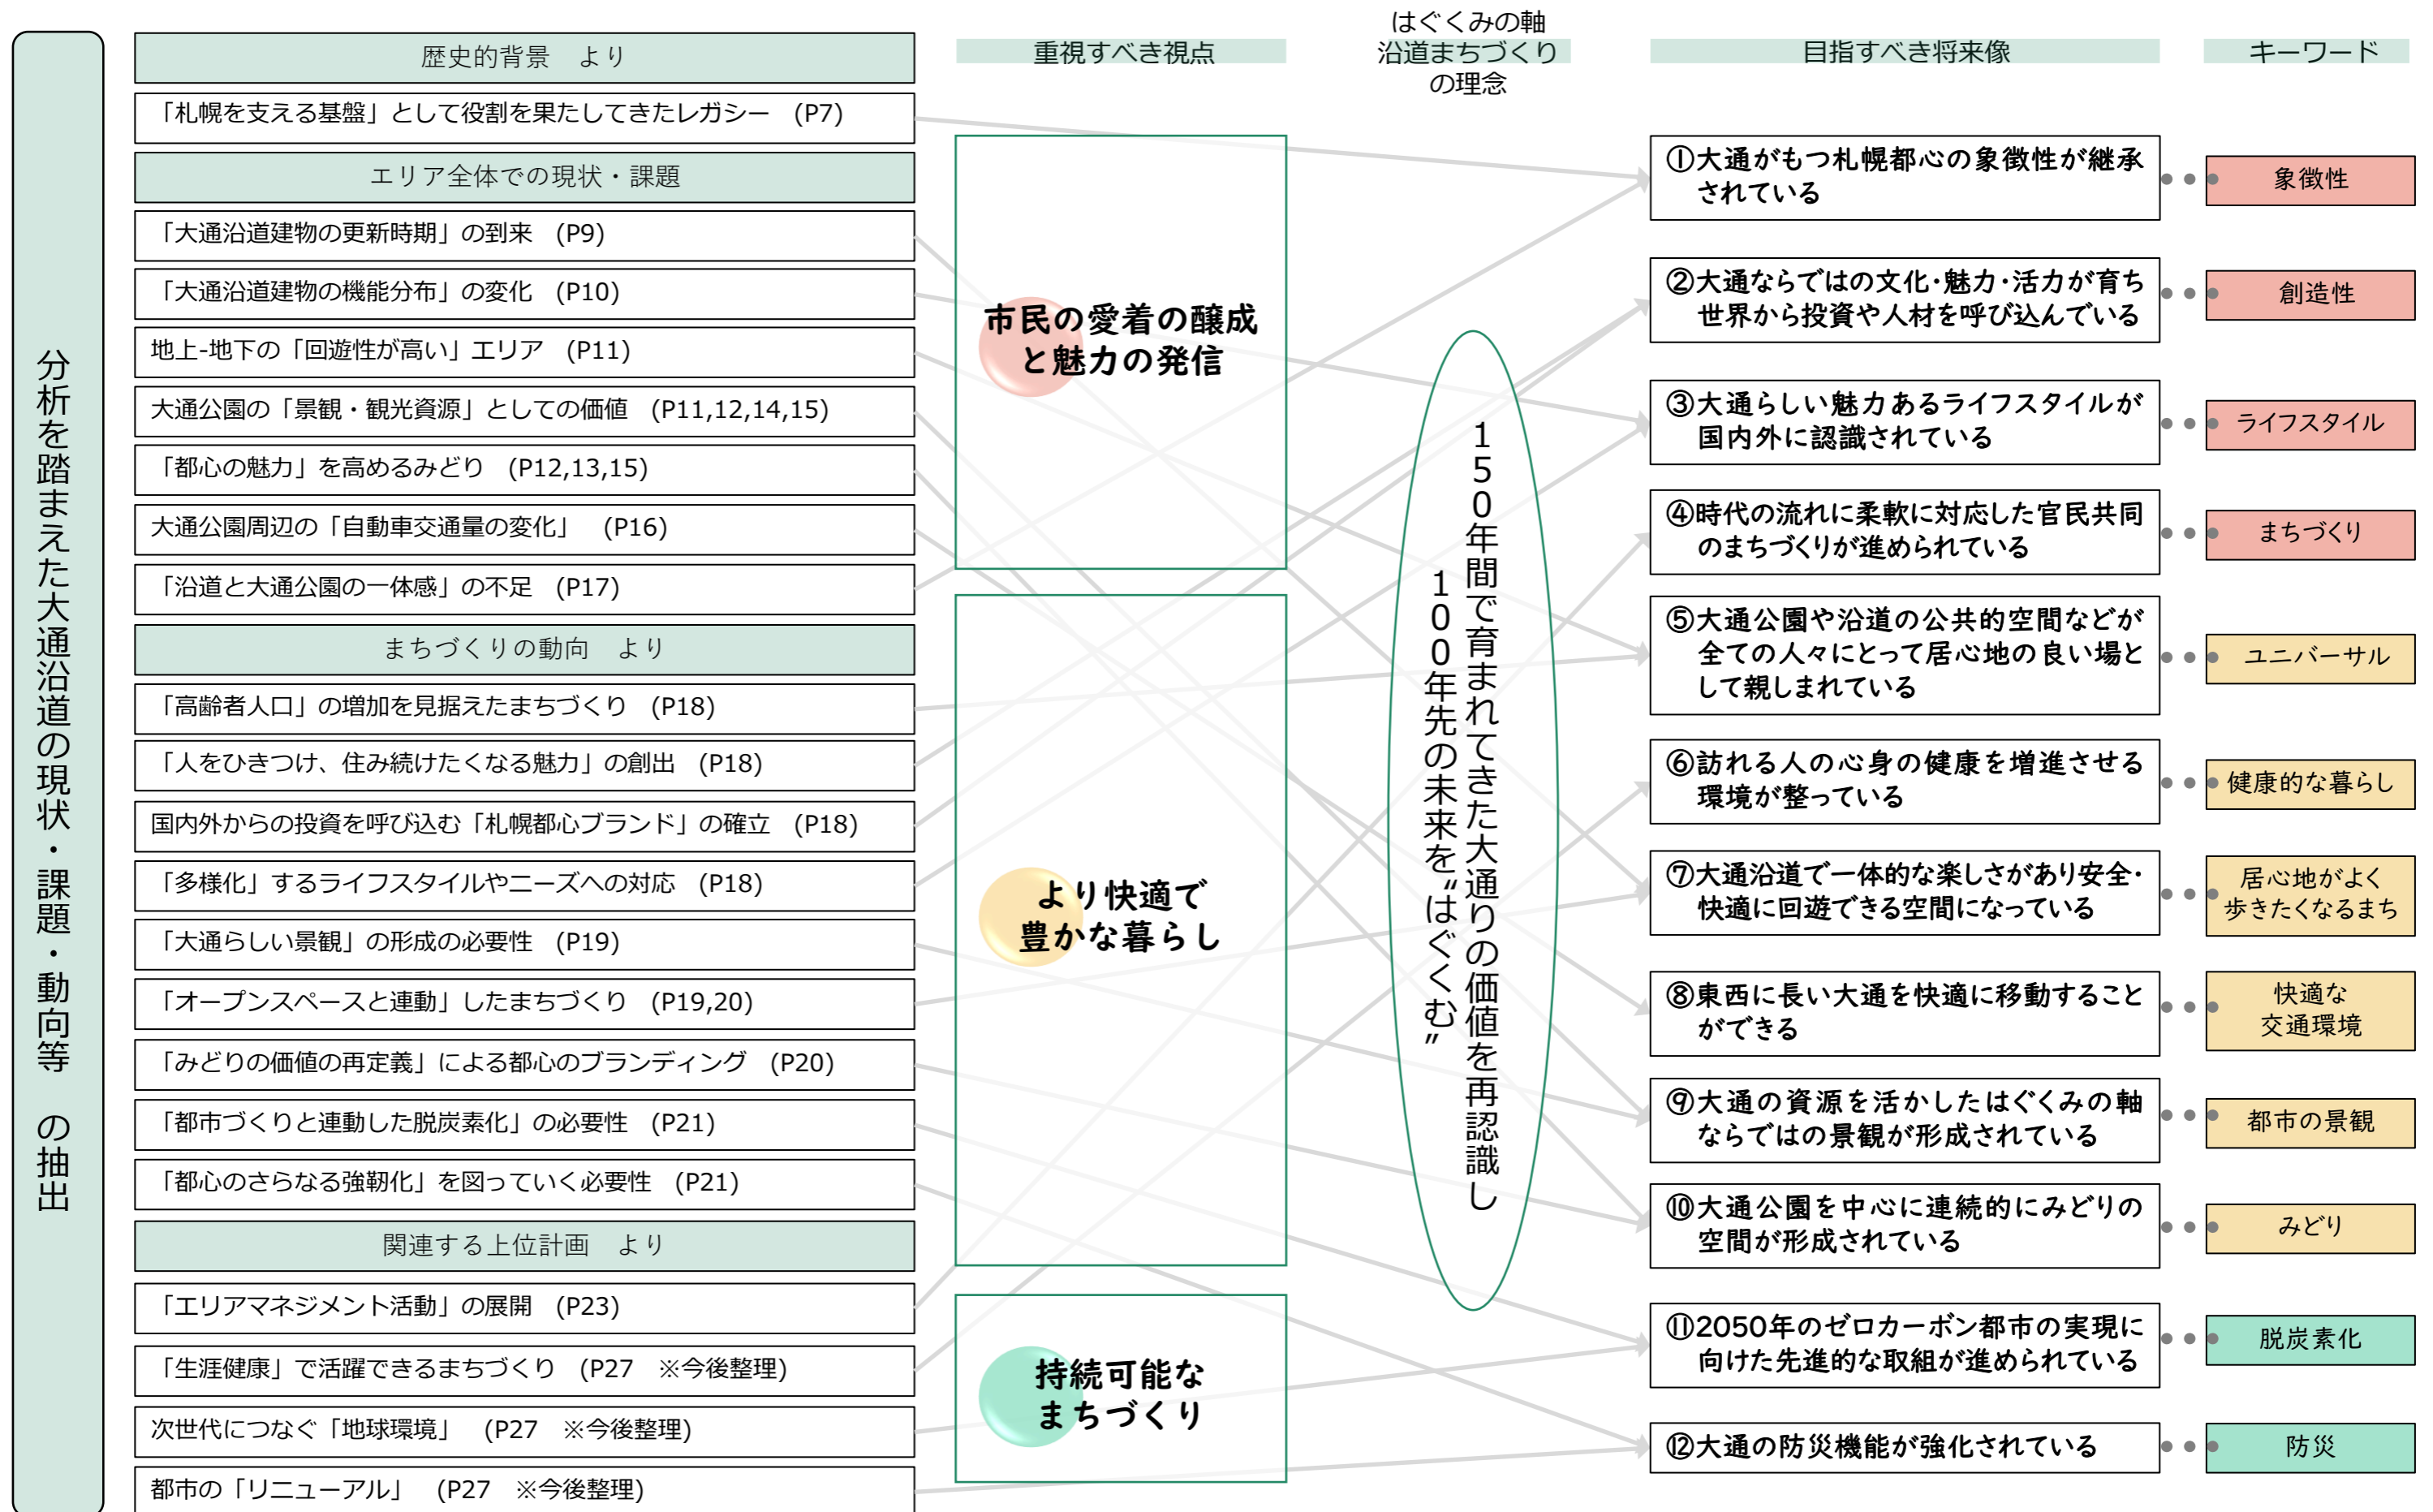 分析を踏まえた大通沿道の現状・課題・動向等　の抽出
歴史的背景　より
「札幌を支える基盤」として役割を果たしてきたレガシー　(P7)
エリア全体での現状・課題
「大通沿道建物の更新時期」の到来　(P9)
「大通沿道建物の機能分布」の変化　(P10)
地上-地下の「回遊性が高い」エリア　(P11)
大通公園の「景観・観光資源」としての価値　(P11,12,14,15)
「都心の魅力」を高めるみどり　(P12,13,15)
大通公園周辺の「自動車交通量の変化」　(P16)
「沿道と大通公園の一体感」の不足　(P17)
まちづくりの動向　より
「高齢者人口」の増加を見据えたまちづくり　(P18)
「人をひきつけ、住み続けたくなる魅力」の創出　(P18)
国内外からの投資を呼び込む「札幌都心ブランド」の確立　(P18)
「多様化」するライフスタイルやニーズへの対応　(P18)
「大通らしい景観」の形成の必要性　(P19)
「オープンスペースと連動」したまちづくり　(P19,20)
「みどりの価値の再定義」による都心のブランディング　(P20)
「都市づくりと連動した脱炭素化」の必要性　(P21)
「都心のさらなる強靭化」を図っていく必要性　(P21)
関連する上位計画　より
「エリアマネジメント活動」の展開　(P23)
「生涯健康」で活躍できるまちづくり　(P27　※今後整理)
次世代につなぐ「地球環境」　(P27　※今後整理)
都市の「リニューアル」　(P27　※今後整理)
重視すべき視点
市民の愛着の醸成
と魅力の発信
より快適で
豊かな暮らし
持続可能な
まちづくり
はぐくみの軸
沿道まちづくり
の理念
150年間で育まれてきた大通りの価値を再認識し
100年先の未来を"はぐくむ"
目指すべき将来像
①大通がもつ札幌都心の象徴性が継承
されている
②大通ならではの文化・魅力・活力が育ち
世界から投資や人材を呼び込んでいる
③大通らしい魅力あるライフスタイルが
国内外に認識されている
④時代の流れに柔軟に対応した官民共同
のまちづくりが進められている
⑤大通公園や沿道の公共的空間などが
全ての人々にとって居心地の良い場と
して親しまれている
⑥訪れる人の心身の健康を増進させる
環境が整っている
⑦大通沿道で一体的な楽しさがあり安全・
快適に回遊できる空間になっている
⑧東西に長い大通を快適に移動すること
ができる
⑨大通の資源を活かしたはぐくみの軸
ならではの景観が形成されている
⑩大通公園を中心に連続的にみどりの
空間が形成されている
⑪2050年のゼロカーボン都市の実現に
向けた先進的な取組が進められている
⑫大通の防災機能が強化されている
キーワード
象徴性
創造性
ライフスタイル
まちづくり
ユニバーサル
健康的な暮らし
居心地がよく
歩きたくなるまち
快適な
交通環境
都市の景観
みどり
脱炭素化
防災